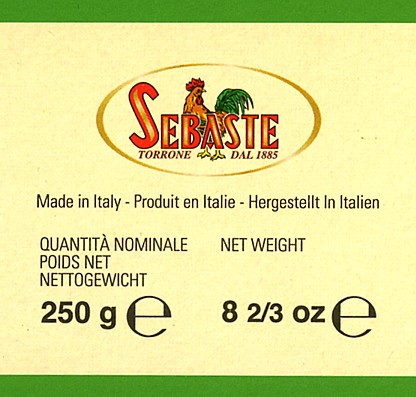 SEBASTE
TORRONE DAL 1885
Made in Italy - Produit en Italie - Hergestellt In Italien
QUANTITÀ NOMINALE NET WEIGHT
POIDS NET
NETTOGEWICHT
250 g ℮ 8 2/3 oz ℮